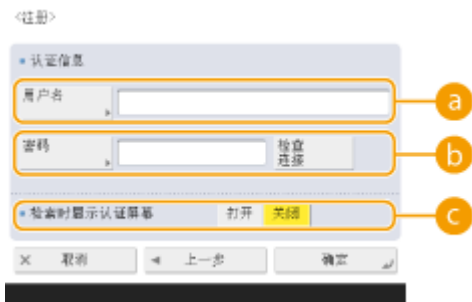 <注册>
认证信息
用户名
a
密码
检查
连接
b
检索时显示认证屏幕 打开 关闭
c
× 取消 ◄ 上一步 确定